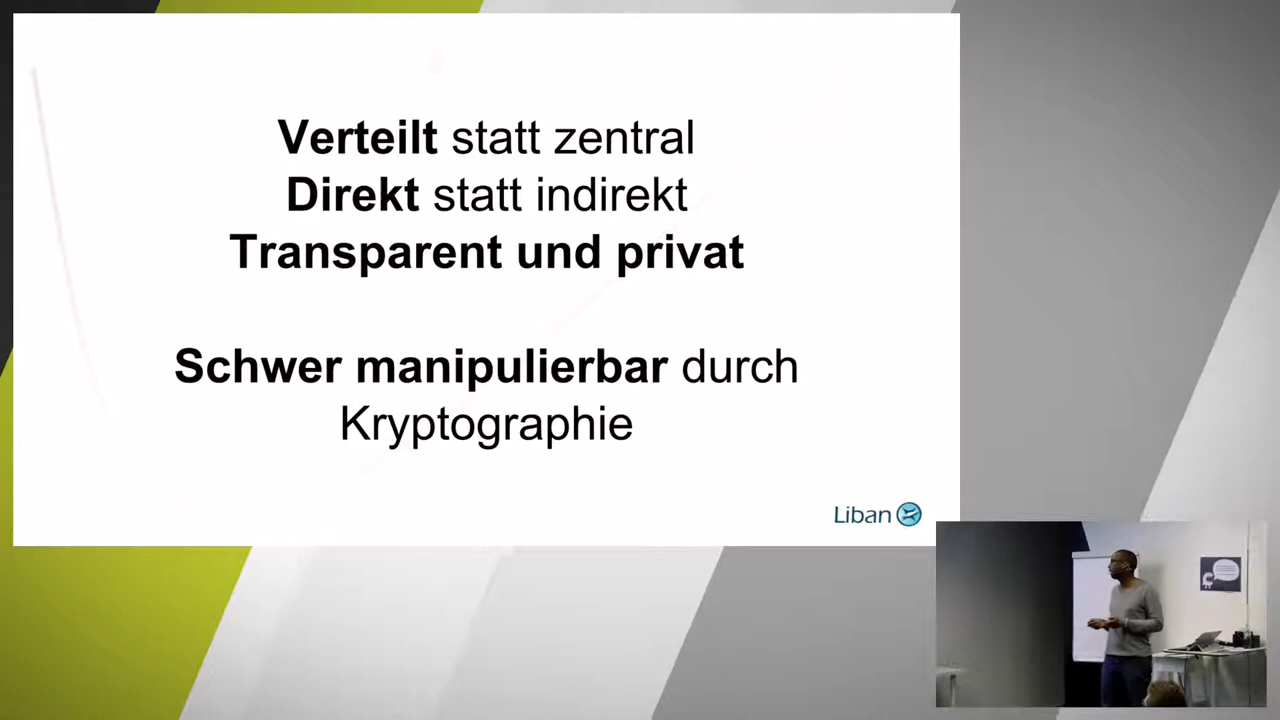 Verteilt statt zentral
Direkt statt indirekt
Transparent und privat
Schwer manipulierbar durch
Kryptographie
Liban